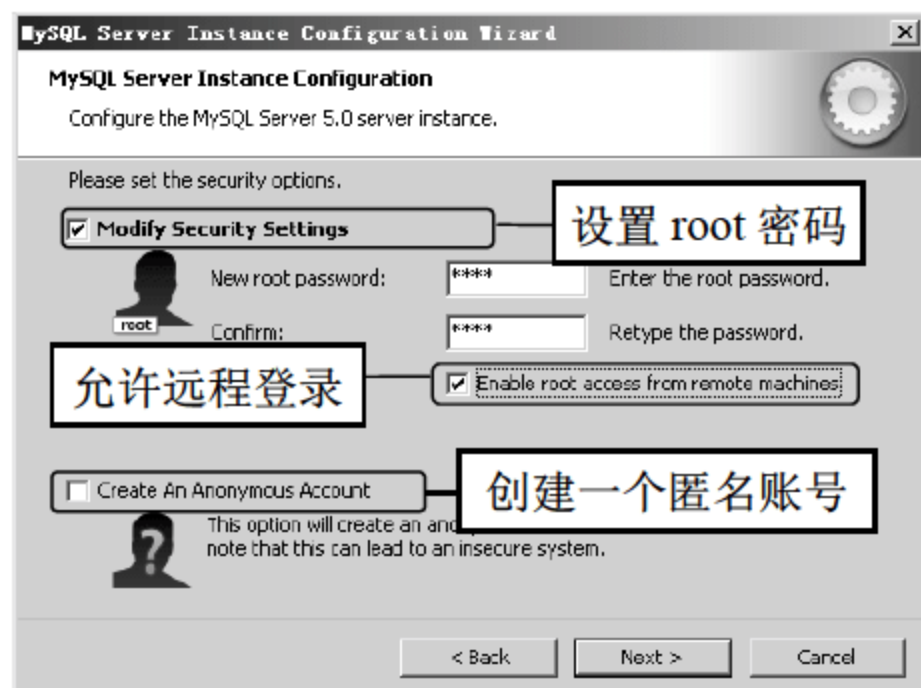 MySQL Server Instance Configuration Wizard
MySQL Server Instance Configuration
Configure the MySQL Server 5.0 server instance.
Please set the security options.
Modify Security Settings
设置 root 密码
New root password:
****
Enter the root password.
root
Confirm:
****
Retype the password.
允许远程登录
Enable root access from remote machines
Create An Anonymous Account
创建一个匿名账号
This option will create an
note that this can lead to an insecure system.
< Back
Next >
Cancel